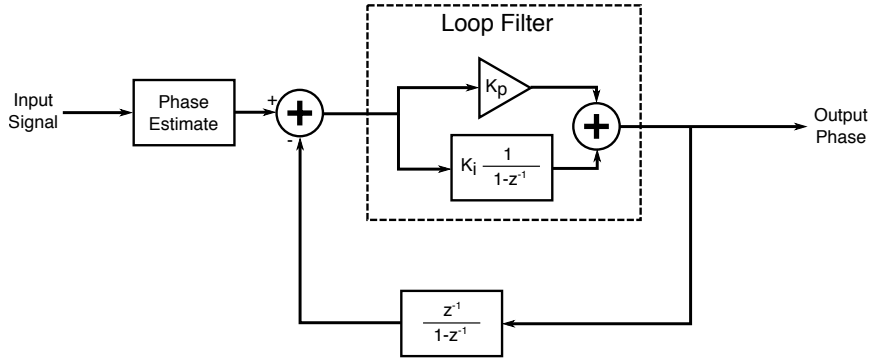 Loop Filter
Input
Signal
Phase
Estimate
+
-
Kp
Ki 1
1-z⁻¹
Output
Phase
z⁻¹
1-z⁻¹